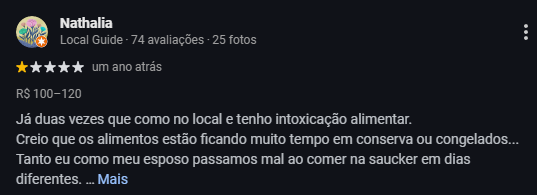 Nathalia
Local Guide · 74 avaliações · 25 fotos
um ano atrás
R$ 100–120
Já duas vezes que como no local e tenho intoxicação alimentar.
Creio que os alimentos estão ficando muito tempo em conserva ou congelados...
Tanto eu como meu esposo passamos mal ao comer na saucker em dias
diferentes. … Mais